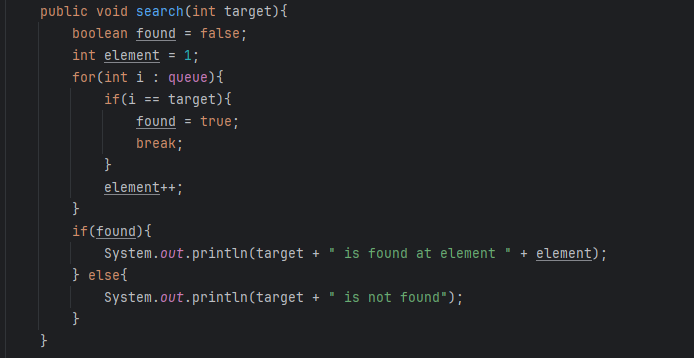 public void search(int target){
boolean found = false;
int element = 1;
for(int i : queue){
if(i == target){
found = true;
break;
}
element++;
}
if(found){
System.out.println(target + " is found at element " + element);
} else{
System.out.println(target + " is not found");
}
}